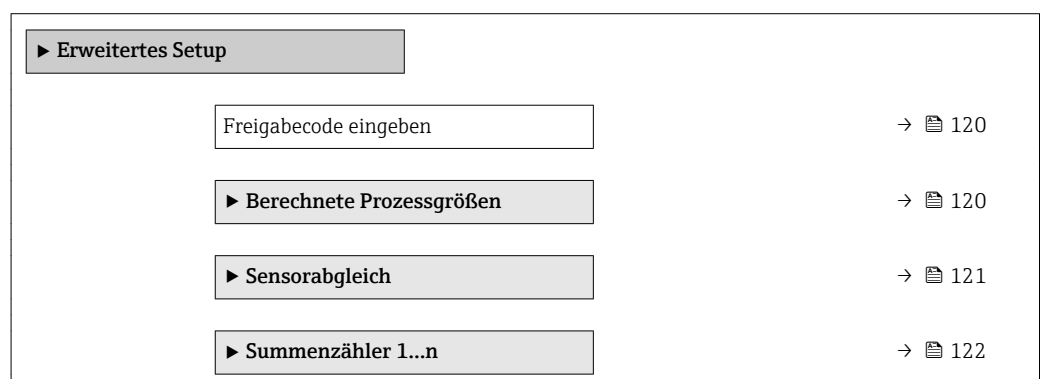 ▶ Erweitertes Setup
Freigabecode eingeben → 120
▶ Berechnete Prozessgrößen → 120
▶ Sensorabgleich → 121
▶ Summenzähler 1...n → 122